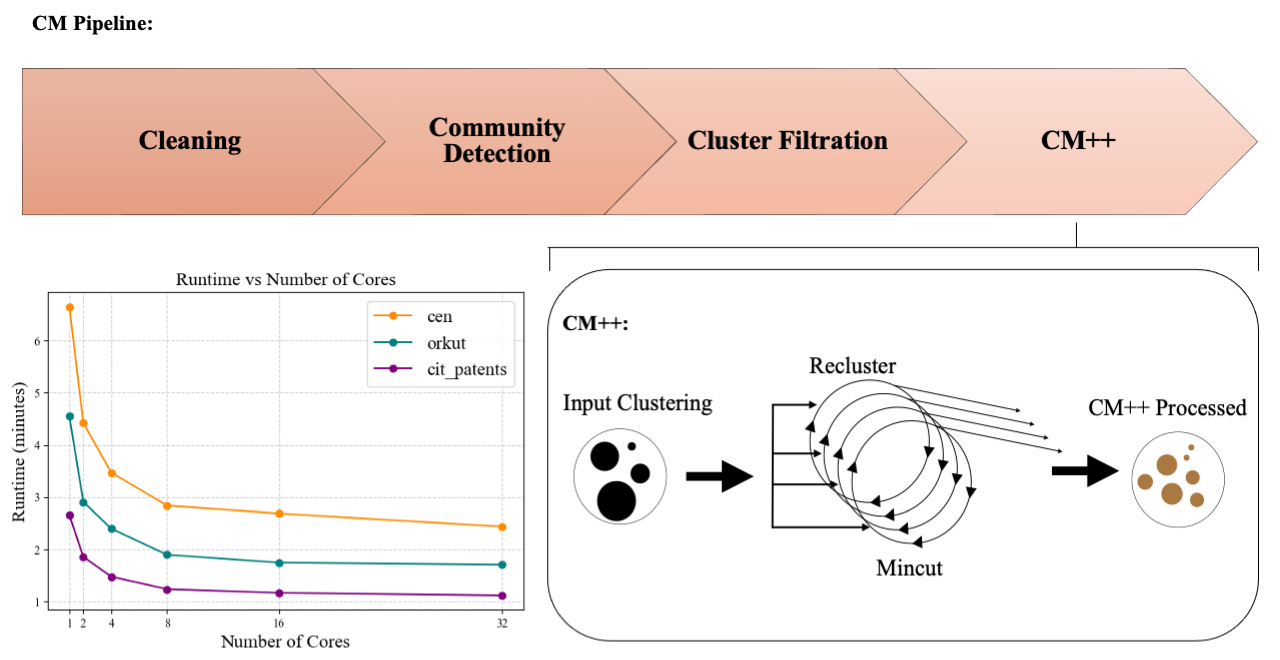 CM Pipeline:
Cleaning
Community
Detection
Cluster Filtration
CM++
Runtime vs Number of Cores
cen
orkut
cit_patents
Runtime (minutes)
6
5
4
3
2
1
1 2 4 8 16 32
Number of Cores
CM++:
Recluster
Input Clustering
CM++ Processed
Mincut